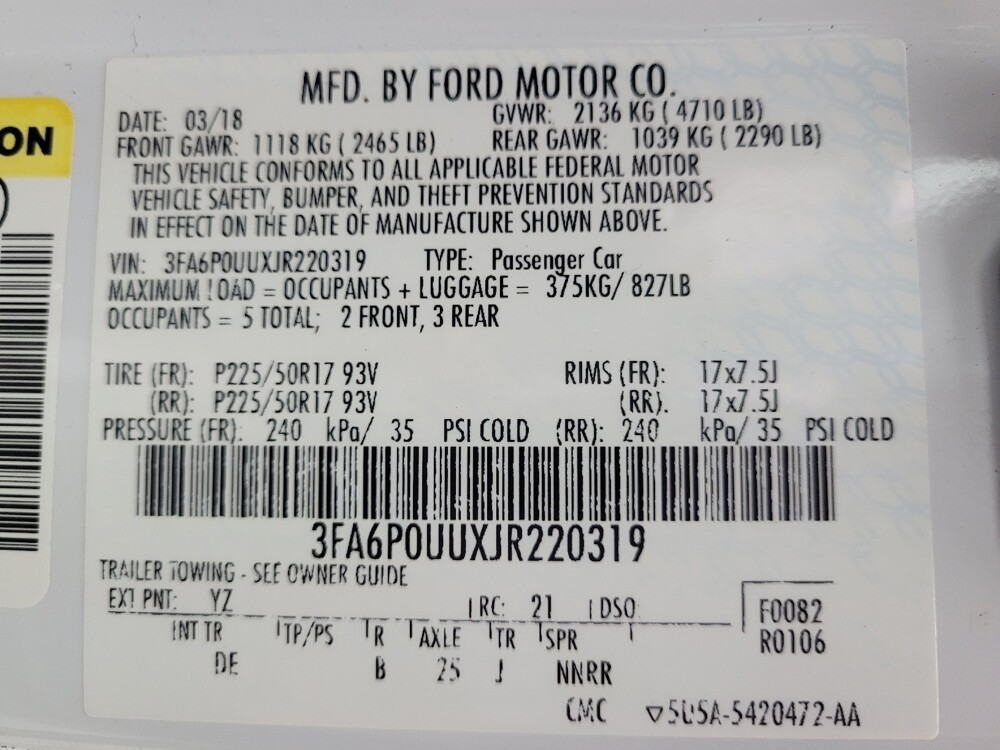 MFD. BY FORD MOTOR CO.
DATE: 03/18 GVWR: 2136 KG ( 4710 LB)
FRONT GAWR: 1118 KG ( 2465 LB) REAR GAWR: 1039 KG ( 2290 LB)
THIS VEHICLE CONFORMS TO ALL APPLICABLE FEDERAL MOTOR
VEHICLE SAFETY, BUMPER, AND THEFT PREVENTION STANDARDS
IN EFFECT ON THE DATE OF MANUFACTURE SHOWN ABOVE.
VIN: 3FA6P0UUXJR220319 TYPE: Passenger Car
MAXIMUM LOAD = OCCUPANTS + LUGGAGE = 375KG/ 827LB
OCCUPANTS = 5 TOTAL; 2 FRONT, 3 REAR
TIRE (FR): P225/50R17 93V RIMS (FR): 17x7.5J
(RR): P225/50R17 93V (RR). 17x7.5J
PRESSURE (FR): 240 kPa/ 35 PSI COLD (RR): 240 kPa/ 35 PSI COLD
3FA6P0UUXJR220319
TRAILER TOWING - SEE OWNER GUIDE
EXT PNT: YZ RC: 21 DSO: F0082
INT TR TP/PS R AXLE TR SPR R0106
DE B 25 J NNRR
CMC ▽5U5A-5420472-AA
ON